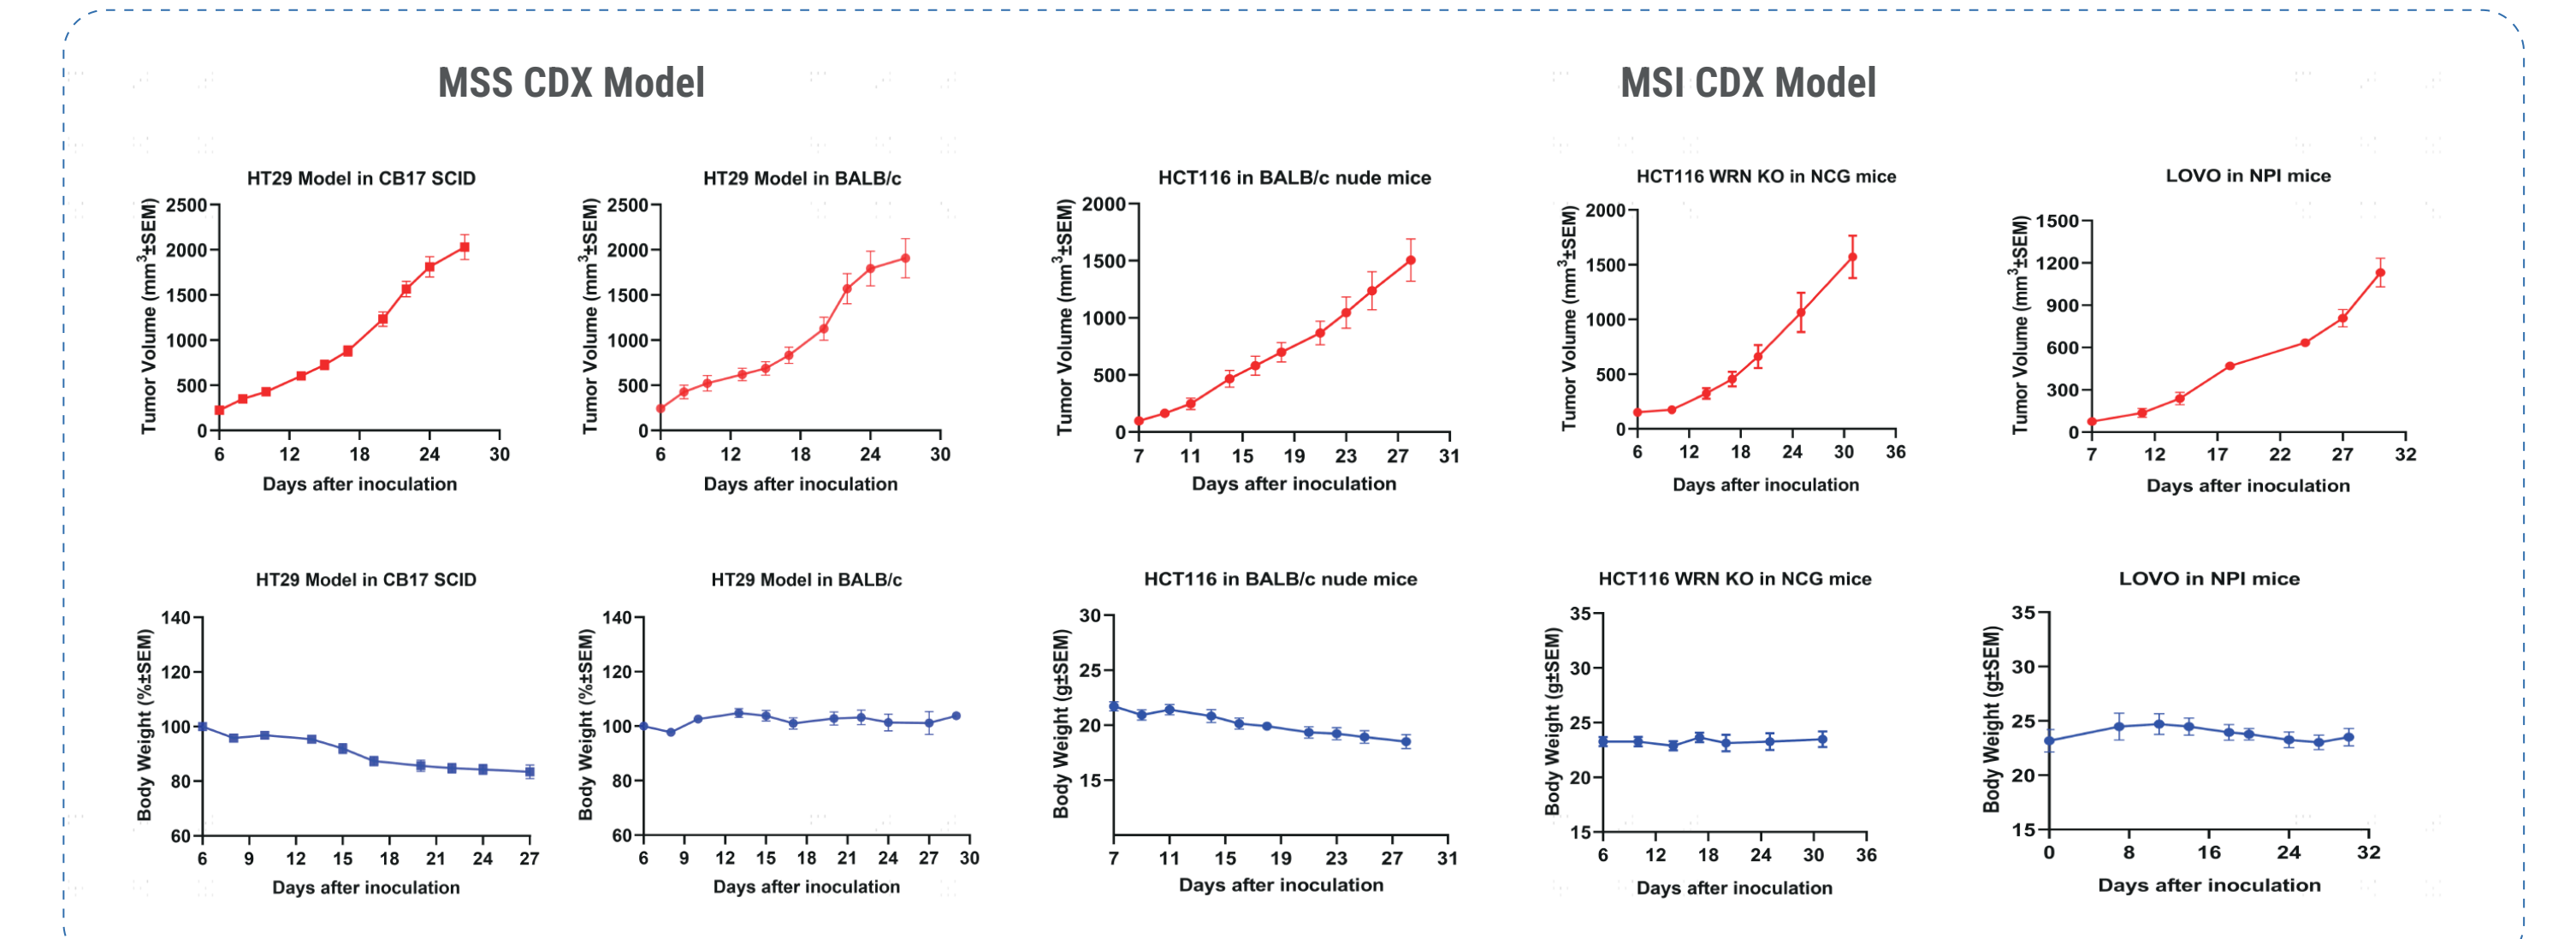 MSS CDX Model
MSI CDX Model
HT29 Model in CB17 SCID
Tumor Volume (mm³±SEM)
2500
2000
1500
1000
500
0
6 12 18 24 30
Days after inoculation
HT29 Model in BALB/c
Tumor Volume (mm³±SEM)
2500
2000
1500
1000
500
0
6 12 18 24 30
Days after inoculation
HCT116 in BALB/c nude mice
Tumor Volume (mm³±SEM)
2000
1500
1000
500
0
7 11 15 19 23 27 31
Days after inoculation
HCT116 WRN KO in NCG mice
Tumor Volume (mm³±SEM)
2000
1500
1000
500
0
6 12 18 24 30 36
Days after inoculation
LOVO in NPI mice
Tumor Volume (mm³±SEM)
1500
1200
900
600
300
0
7 12 17 22 27 32
Days after inoculation
HT29 Model in CB17 SCID
Body Weight (%±SEM)
140
120
100
80
60
6 9 12 15 18 21 24 27
Days after inoculation
HT29 Model in BALB/c
Body Weight (%±SEM)
140
120
100
80
60
6 9 12 15 18 21 24 27 30
Days after inoculation
HCT116 in BALB/c nude mice
Body Weight (g±SEM)
30
25
20
15
7 11 15 19 23 27 31
Days after inoculation
HCT116 WRN KO in NCG mice
Body Weight (g±SEM)
35
30
25
20
15
6 12 18 24 30 36
Days after inoculation
LOVO in NPI mice
Body Weight (g±SEM)
35
30
25
20
15
0 8 16 24 32
Days after inoculation